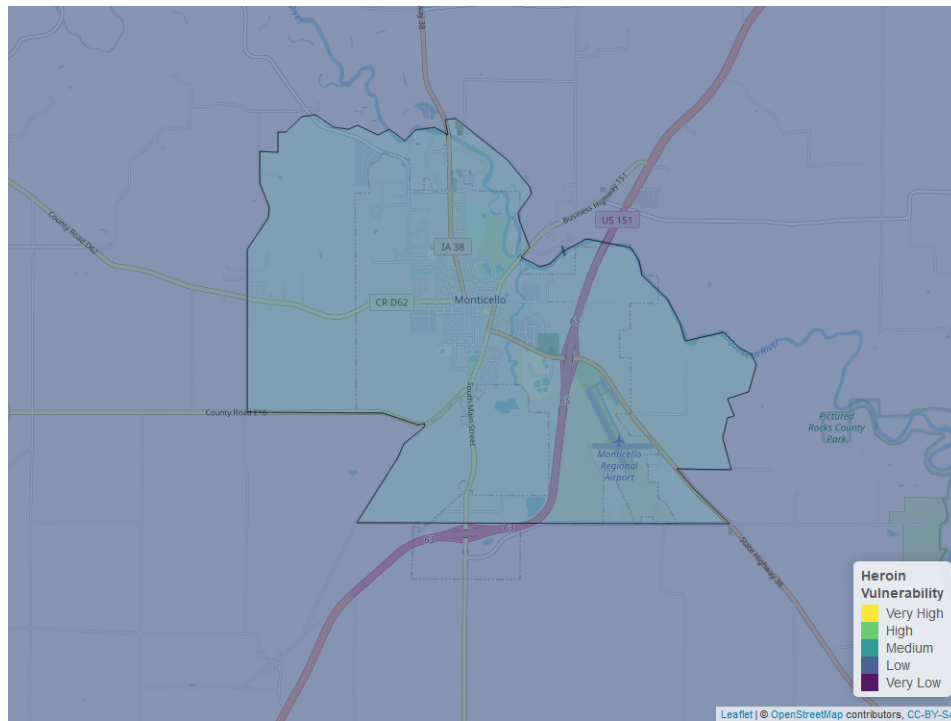 way 38
River
County Road D62
Business Highway 151
US 151
IA 38
CR D62
Monticello
65
65
County Road E16
South Main Street
Pictured
Rocks County
Park
Monticello
Regional
Airport
63
63
State Highway 38
Heroin
Vulnerability
Very High
High
Medium
Low
Very Low
Leaflet | © OpenStreetMap contributors, CC-BY-S